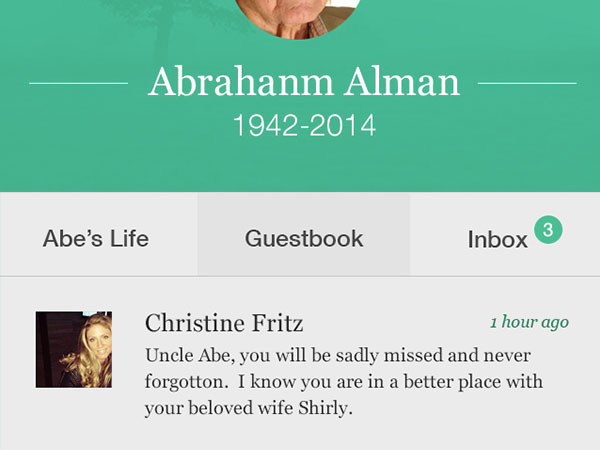 Abrahanm Alman
1942-2014
Abe's Life
Guestbook
Inbox
3
Christine Fritz
1 hour ago
Uncle Abe, you will be sadly missed and never
forgotton.  I know you are in a better place with
your beloved wife Shirly.